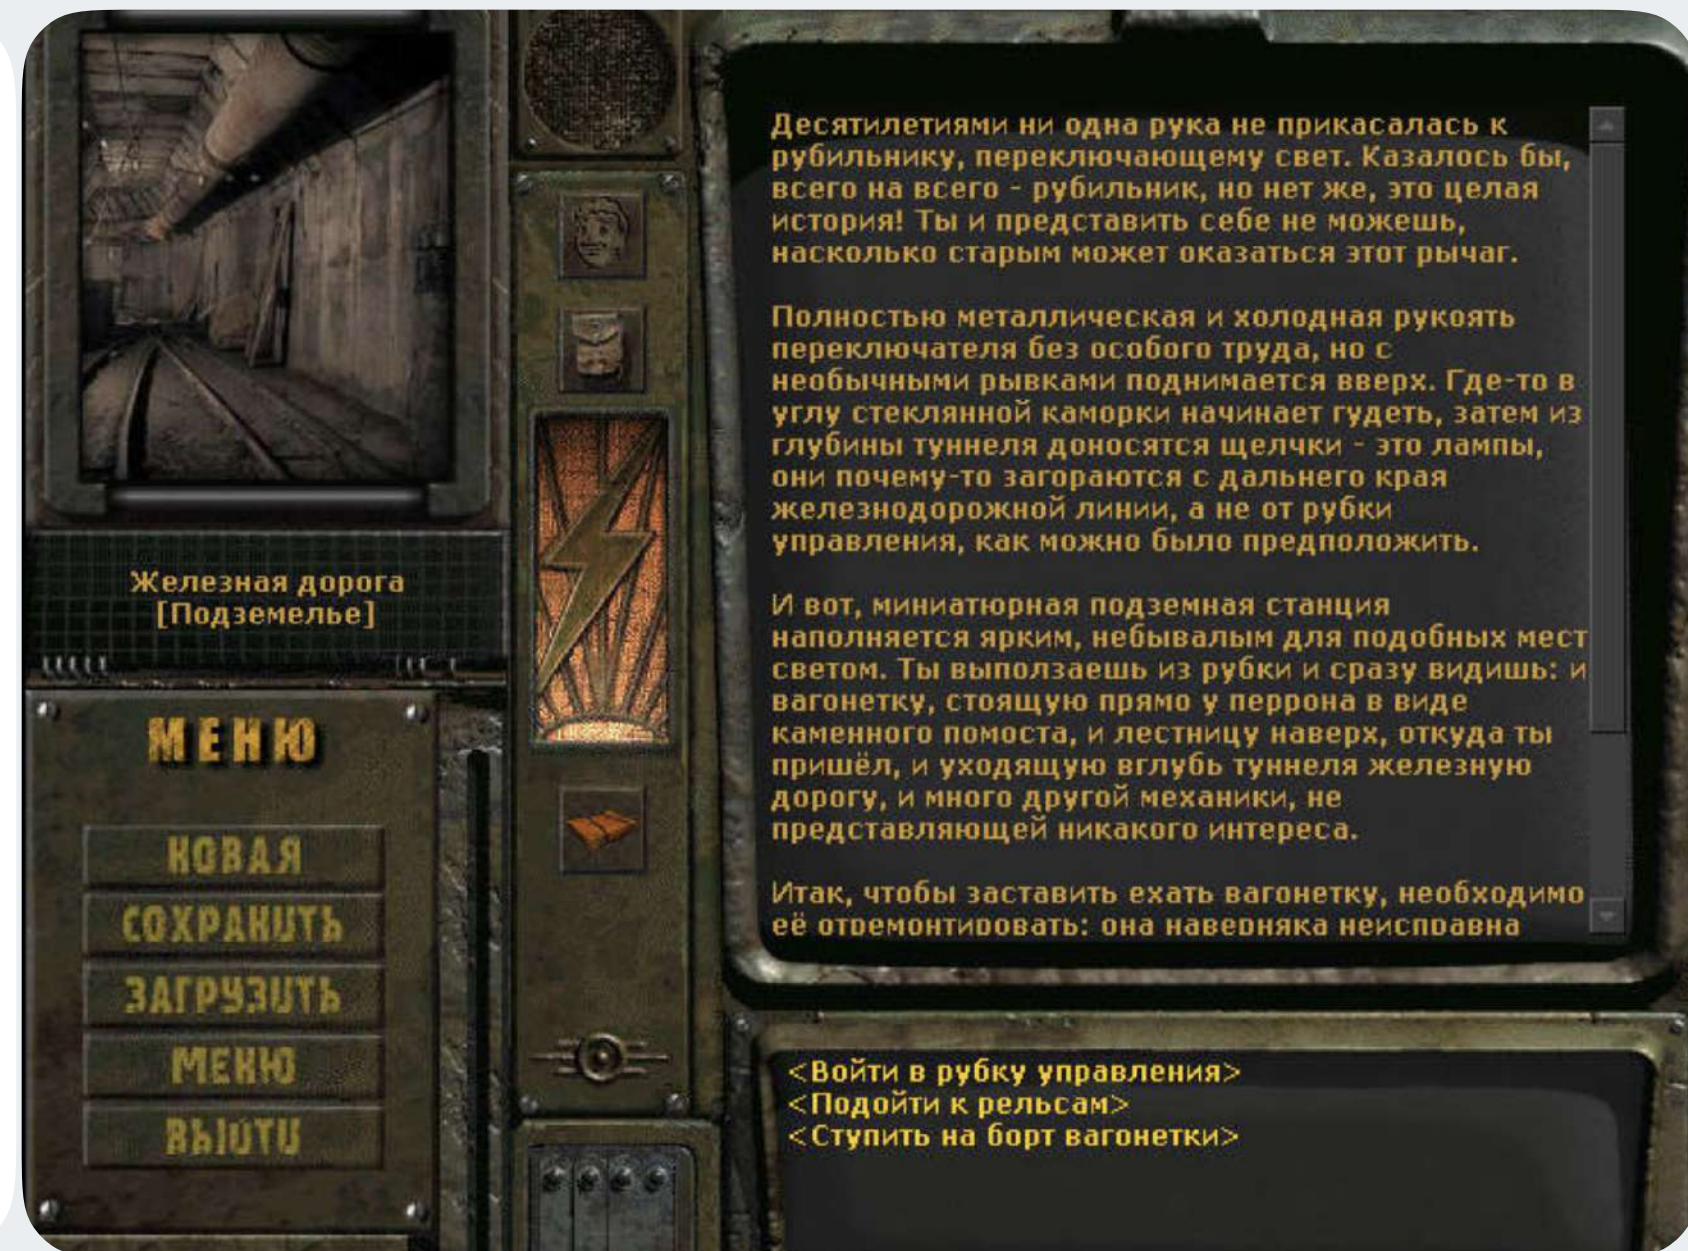 Железная дорога
[Подземелье]
МЕНЮ
НОВАЯ
СОХРАНИТЬ
ЗАГРУЗИТЬ
МЕНЮ
ВЫЙТИ
Десятилетиями ни одна рука не прикасалась к
рубильнику, переключающему свет. Казалось бы,
всего на всего - рубильник, но нет же, это целая
история! Ты и представить себе не можешь,
насколько старым может оказаться этот рычаг.
Полностью металлическая и холодная рукоять
переключателя без особого труда, но с
необычными рывками поднимается вверх. Где-то в
углу стеклянной каморки начинает гудеть, затем из
глубины туннеля доносятся щелчки - это лампы,
они почему-то загораются с дальнего края
железнодорожной линии, а не от рубки
управления, как можно было предположить.
И вот, миниатюрная подземная станция
наполняется ярким, небывалым для подобных мест
светом. Ты выползаешь из рубки и сразу видишь: и
вагонетку, стоящую прямо у перрона в виде
каменного помоста, и лестницу наверх, откуда ты
пришёл, и уходящую вглубь туннеля железную
дорогу, и много другой механики, не
представляющей никакого интереса.
Итак, чтобы заставить ехать вагонетку, необходимо
её отремонтировать: она наверняка неисправна
<Войти в рубку управления>
<Подойти к рельсам>
<Ступить на борт вагонетки>